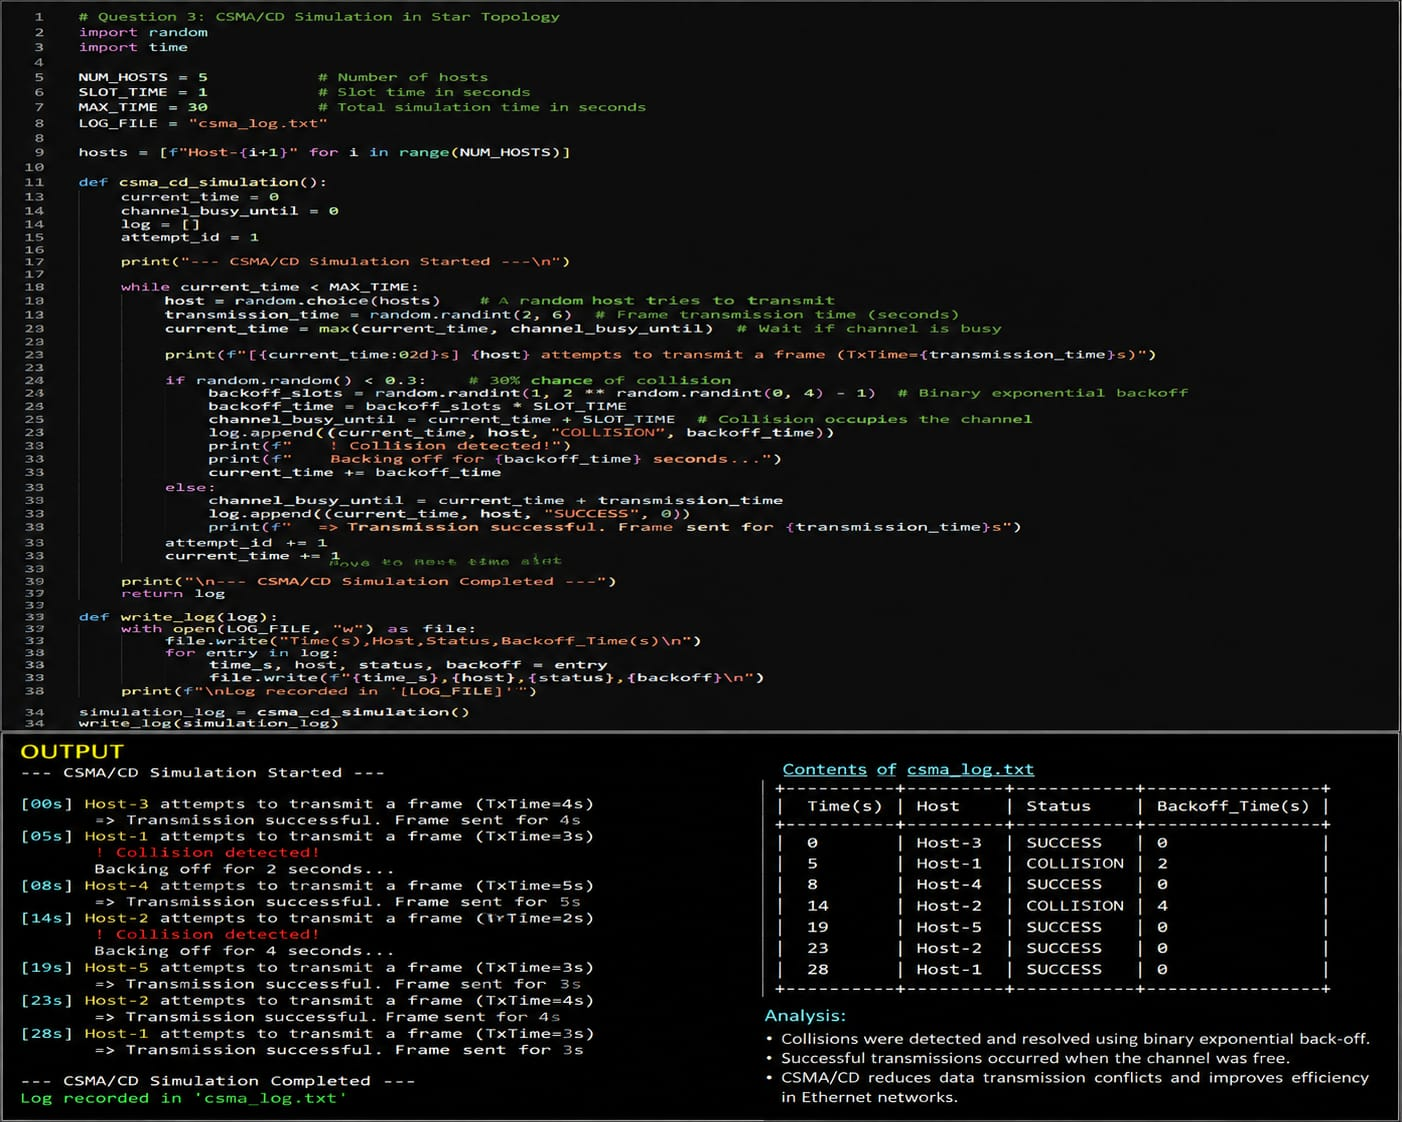 1 # Question 3: CSMA/CD Simulation in Star Topology
2 import random
3 import time
4
5 NUM_HOSTS = 5 # Number of hosts
6 SLOT_TIME = 1 # Slot time in seconds
7 MAX_TIME = 30 # Total simulation time in seconds
8 LOG_FILE = "csma_log.txt"
8
9 hosts = [f"Host-{i+1}" for i in range(NUM_HOSTS)]
10
11 def csma_cd_simulation():
13 current_time = 0
14 channel_busy_until = 0
14 log = []
15 attempt_id = 1
16
17 print("--- CSMA/CD Simulation Started ---\n")
17
18 while current_time < MAX_TIME:
10 host = random.choice(hosts) # A random host tries to transmit
13 transmission_time = random.randint(2, 6) # Frame transmission time (seconds)
23 current_time = max(current_time, channel_busy_until) # Wait if channel is busy
23
23 print(f"[{current_time:02d}s] {host} attempts to transmit a frame (TxTime={transmission_time}s)")
23
24 if random.random() < 0.3: # 30% chance of collision
24 backoff_slots = random.randint(1, 2 ** random.randint(0, 4) - 1) # Binary exponential backoff
28 backoff_time = backoff_slots * SLOT_TIME
25 channel_busy_until = current_time + SLOT_TIME # Collision occupies the channel
23 log.append((current_time, host, "COLLISION", backoff_time))
33 print(f" ! Collision detected!")
33 print(f" Backing off for {backoff_time} seconds...")
33 current_time += backoff_time
33 else:
33 channel_busy_until = current_time + transmission_time
33 log.append((current_time, host, "SUCCESS", 0))
38 print(f" => Transmission successful. Frame sent for {transmission_time}s")
33 attempt_id += 1
33 current_time += 1
33
39 print("\n--- CSMA/CD Simulation Completed ---")
37 return log
33
33 def write_log(log):
33 with open(LOG_FILE, "w") as file:
33 file.write("Time(s),Host,Status,Backoff_Time(s)\n")
38 for entry in log:
33 time_s, host, status, backoff = entry
33 file.write(f"{time_s},{host},{status},{backoff}\n")
38 print(f"\nLog recorded in '[LOG_FILE]'")
34 simulation_log = csma_cd_simulation()
34 write_log(simulation_log)
OUTPUT
--- CSMA/CD Simulation Started ---
[00s] Host-3 attempts to transmit a frame (TxTime=4s)
=> Transmission successful. Frame sent for 4s
[05s] Host-1 attempts to transmit a frame (TxTime=3s)
! Collision detected!
Backing off for 2 seconds...
[08s] Host-4 attempts to transmit a frame (TxTime=5s)
=> Transmission successful. Frame sent for 5s
[14s] Host-2 attempts to transmit a frame (TxTime=2s)
! Collision detected!
Backing off for 4 seconds...
[19s] Host-5 attempts to transmit a frame (TxTime=3s)
=> Transmission successful. Frame sent for 3s
[23s] Host-2 attempts to transmit a frame (TxTime=4s)
=> Transmission successful. Frame sent for 4s
[28s] Host-1 attempts to transmit a frame (TxTime=3s)
=> Transmission successful. Frame sent for 3s
--- CSMA/CD Simulation Completed ---
Log recorded in 'csma_log.txt'
Contents of csma_log.txt
Time(s) | Host | Status | Backoff_Time(s)
0 | Host-3 | SUCCESS | 0
5 | Host-1 | COLLISION | 2
8 | Host-4 | SUCCESS | 0
14 | Host-2 | COLLISION | 4
19 | Host-5 | SUCCESS | 0
23 | Host-2 | SUCCESS | 0
28 | Host-1 | SUCCESS | 0
Analysis:
• Collisions were detected and resolved using binary exponential back-off.
• Successful transmissions occurred when the channel was free.
• CSMA/CD reduces data transmission conflicts and improves efficiency
in Ethernet networks.